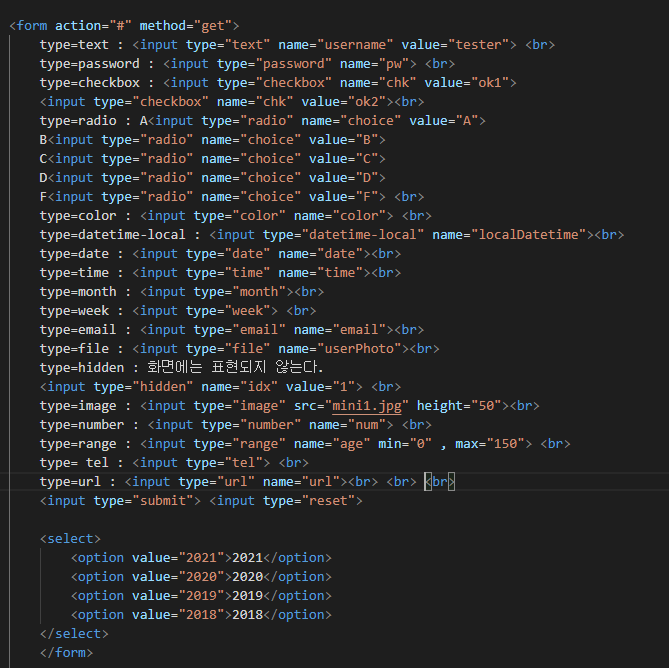 <form action="#" method="get">
type=text : <input type="text" name="username" value="tester"> <br>
type=password : <input type="password" name="pw"> <br>
type=checkbox : <input type="checkbox" name="chk" value="ok1">
<input type="checkbox" name="chk" value="ok2"><br>
type=radio : A<input type="radio" name="choice" value="A">
B<input type="radio" name="choice" value="B">
C<input type="radio" name="choice" value="C">
D<input type="radio" name="choice" value="D">
F<input type="radio" name="choice" value="F"> <br>
type=color : <input type="color" name="color"> <br>
type=datetime-local : <input type="datetime-local" name="localDatetime"><br>
type=date : <input type="date" name="date"><br>
type=time : <input type="time" name="time"><br>
type=month : <input type="month"><br>
type=week : <input type="week"> <br>
type=email : <input type="email" name="email"><br>
type=file : <input type="file" name="userPhoto"><br>
type=hidden : 화면에는 표현되지 않는다.
<input type="hidden" name="idx" value="1"> <br>
type=image : <input type="image" src="mini1.jpg" height="50"><br>
type=number : <input type="number" name="num"> <br>
type=range : <input type="range" name="age" min="0" , max="150"> <br>
type= tel : <input type="tel"> <br>
type=url : <input type="url" name="url"><br> <br> <br>
<input type="submit"> <input type="reset">
<select>
<option value="2021">2021</option>
<option value="2020">2020</option>
<option value="2019">2019</option>
<option value="2018">2018</option>
</select>
</form>